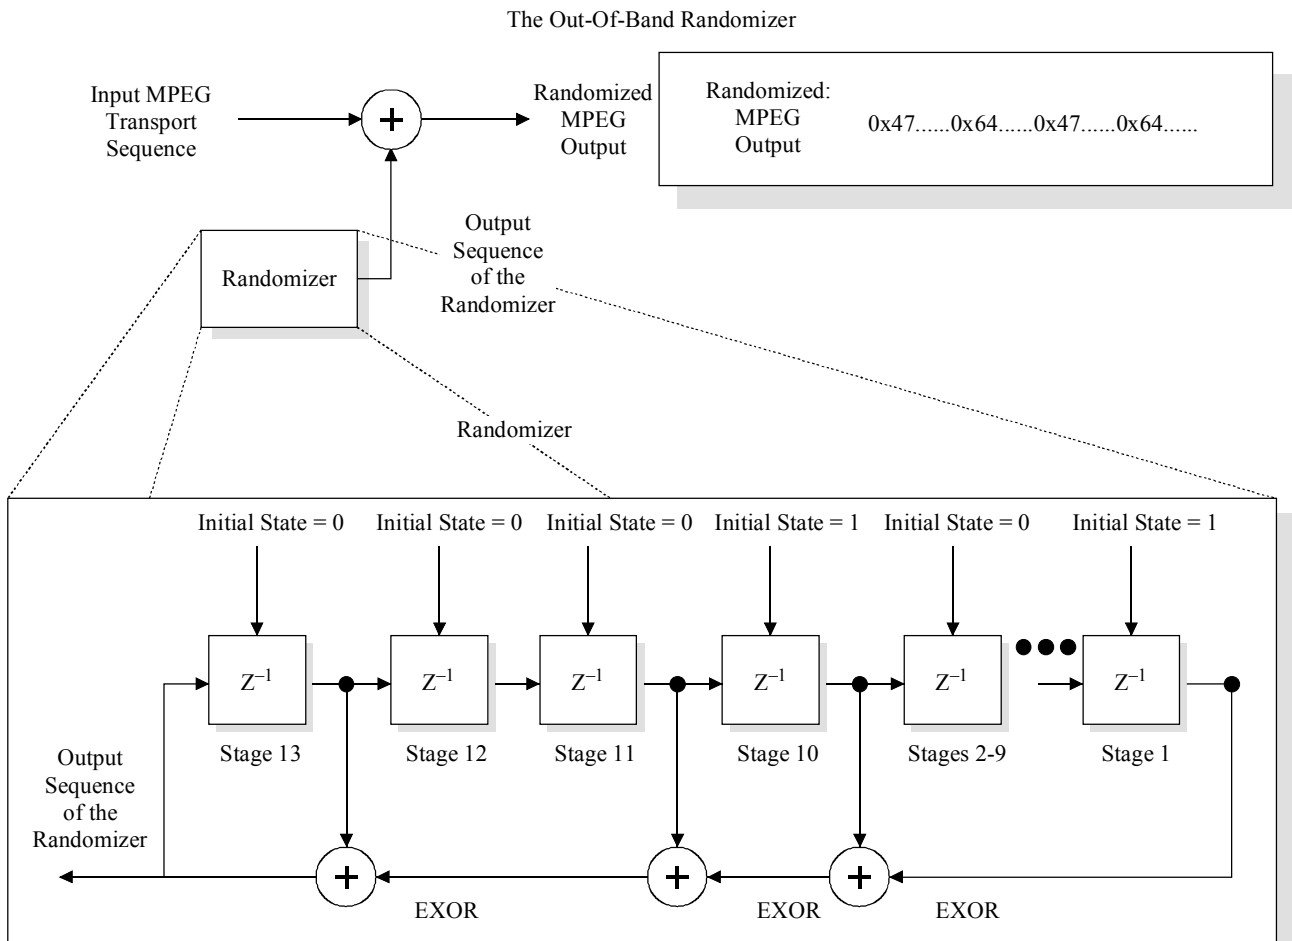 The Out-Of-Band Randomizer
Input MPEG
Transport
Sequence
+
Randomized
MPEG
Output
Randomized:
MPEG
Output
0x47......0x64......0x47......0x64......
Randomizer
Output
Sequence
of the
Randomizer
Randomizer
Initial State = 0
Initial State = 0
Initial State = 0
Initial State = 1
Initial State = 0
Initial State = 1
Z–1
Z–1
Z–1
Z–1
Z–1
Z–1
Stage 13
Stage 12
Stage 11
Stage 10
Stages 2-9
Stage 1
Output
Sequence
of the
Randomizer
+
+
+
EXOR
EXOR
EXOR